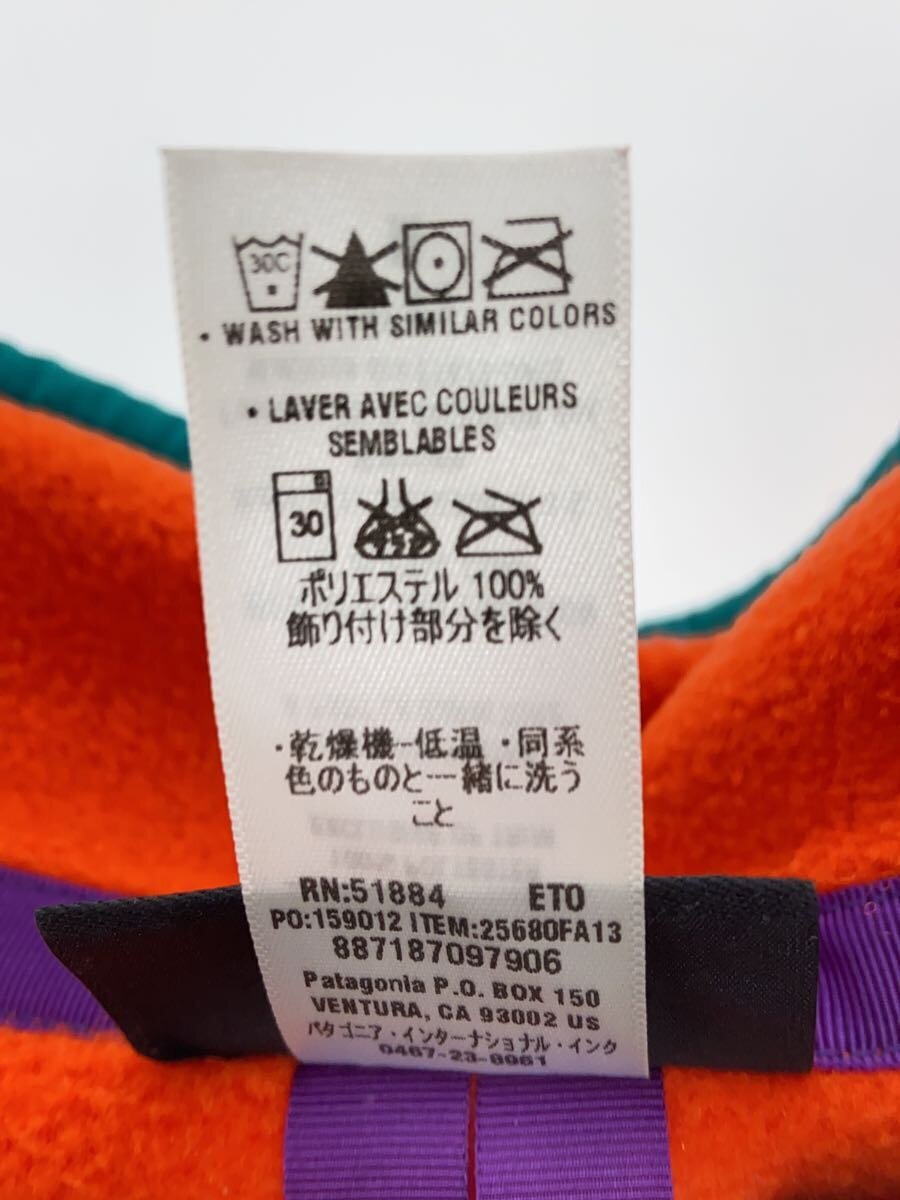 30C
• WASH WITH SIMILAR COLORS
• LAVER AVEC COULEURS
SEMBLABLES
30
ポリエステル 100%
飾り付け部分を除く
・乾燥機-低温 ・同系
色のものと一緒に洗う
こと
RN:51884 ETO
PO:159012 ITEM:25680FA13
887187097906
Patagonia P.O. BOX 150
VENTURA, CA 93002 US
パタゴニア・インターナショナル・インク
0467-23-8961